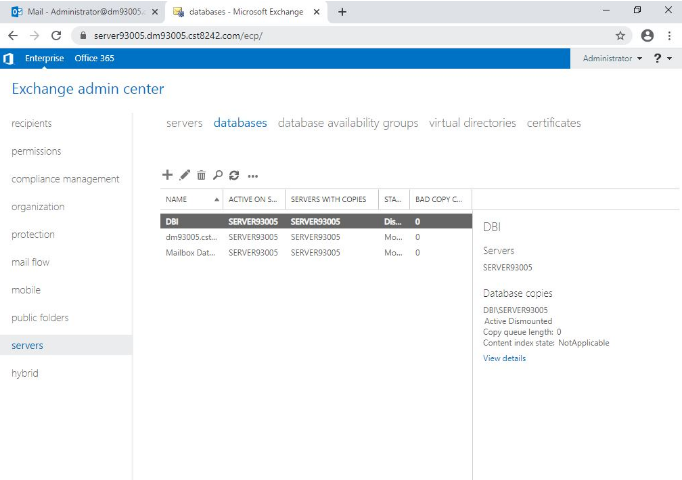 Mail - Administrator@dm93005.
databases - Microsoft Exchange
server93005.dm93005.cst8242.com/ecp/
Enterprise Office 365
Administrator ?
Exchange admin center
recipients
permissions
compliance management
organization
protection
mail flow
mobile
public folders
servers
hybrid
servers databases database availability groups virtual directories certificates
NAME ACTIVE ON S... SERVERS WITH COPIES STA... BAD COPY C...
DBI SERVER93005 SERVER93005 Dis... 0
dm93005.cst... SERVER93005 SERVER93005 Mo... 0
Mailbox Dat... SERVER93005 SERVER93005 Mo... 0
DBI
Servers
SERVER93005
Database copies
DBI\SERVER93005
Active Dismounted
Copy queue length: 0
Content index state: NotApplicable
View details